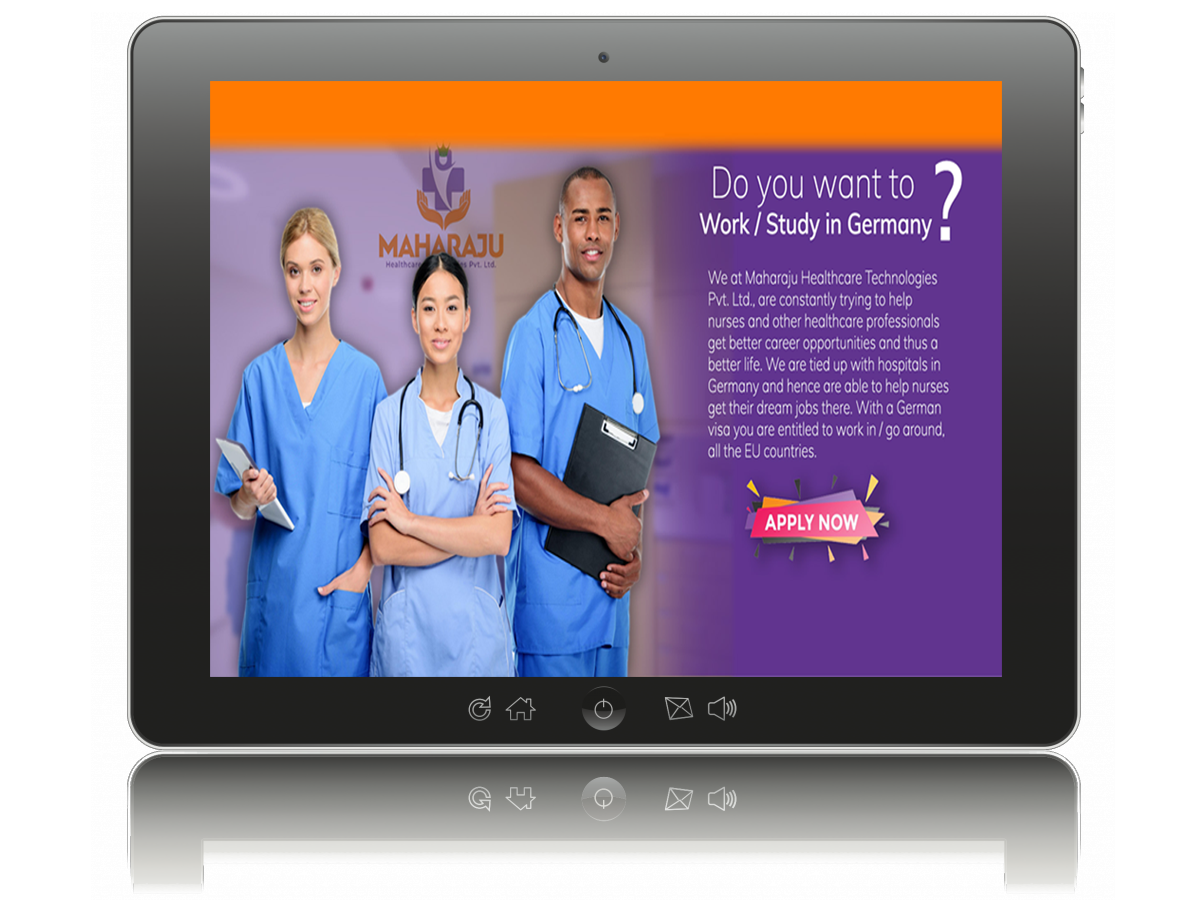 MAHARAJU
Healthcare Pvt. Ltd.
Do you want to
Work / Study in Germany ?
We at Maharaju Healthcare Technologies
Pvt. Ltd., are constantly trying to help
nurses and other healthcare professionals
get better career opportunities and thus a
better life. We are tied up with hospitals in
Germany and hence are able to help nurses
get their dream jobs there. With a German
visa you are entitled to work in / go around,
all the EU countries.
APPLY NOW